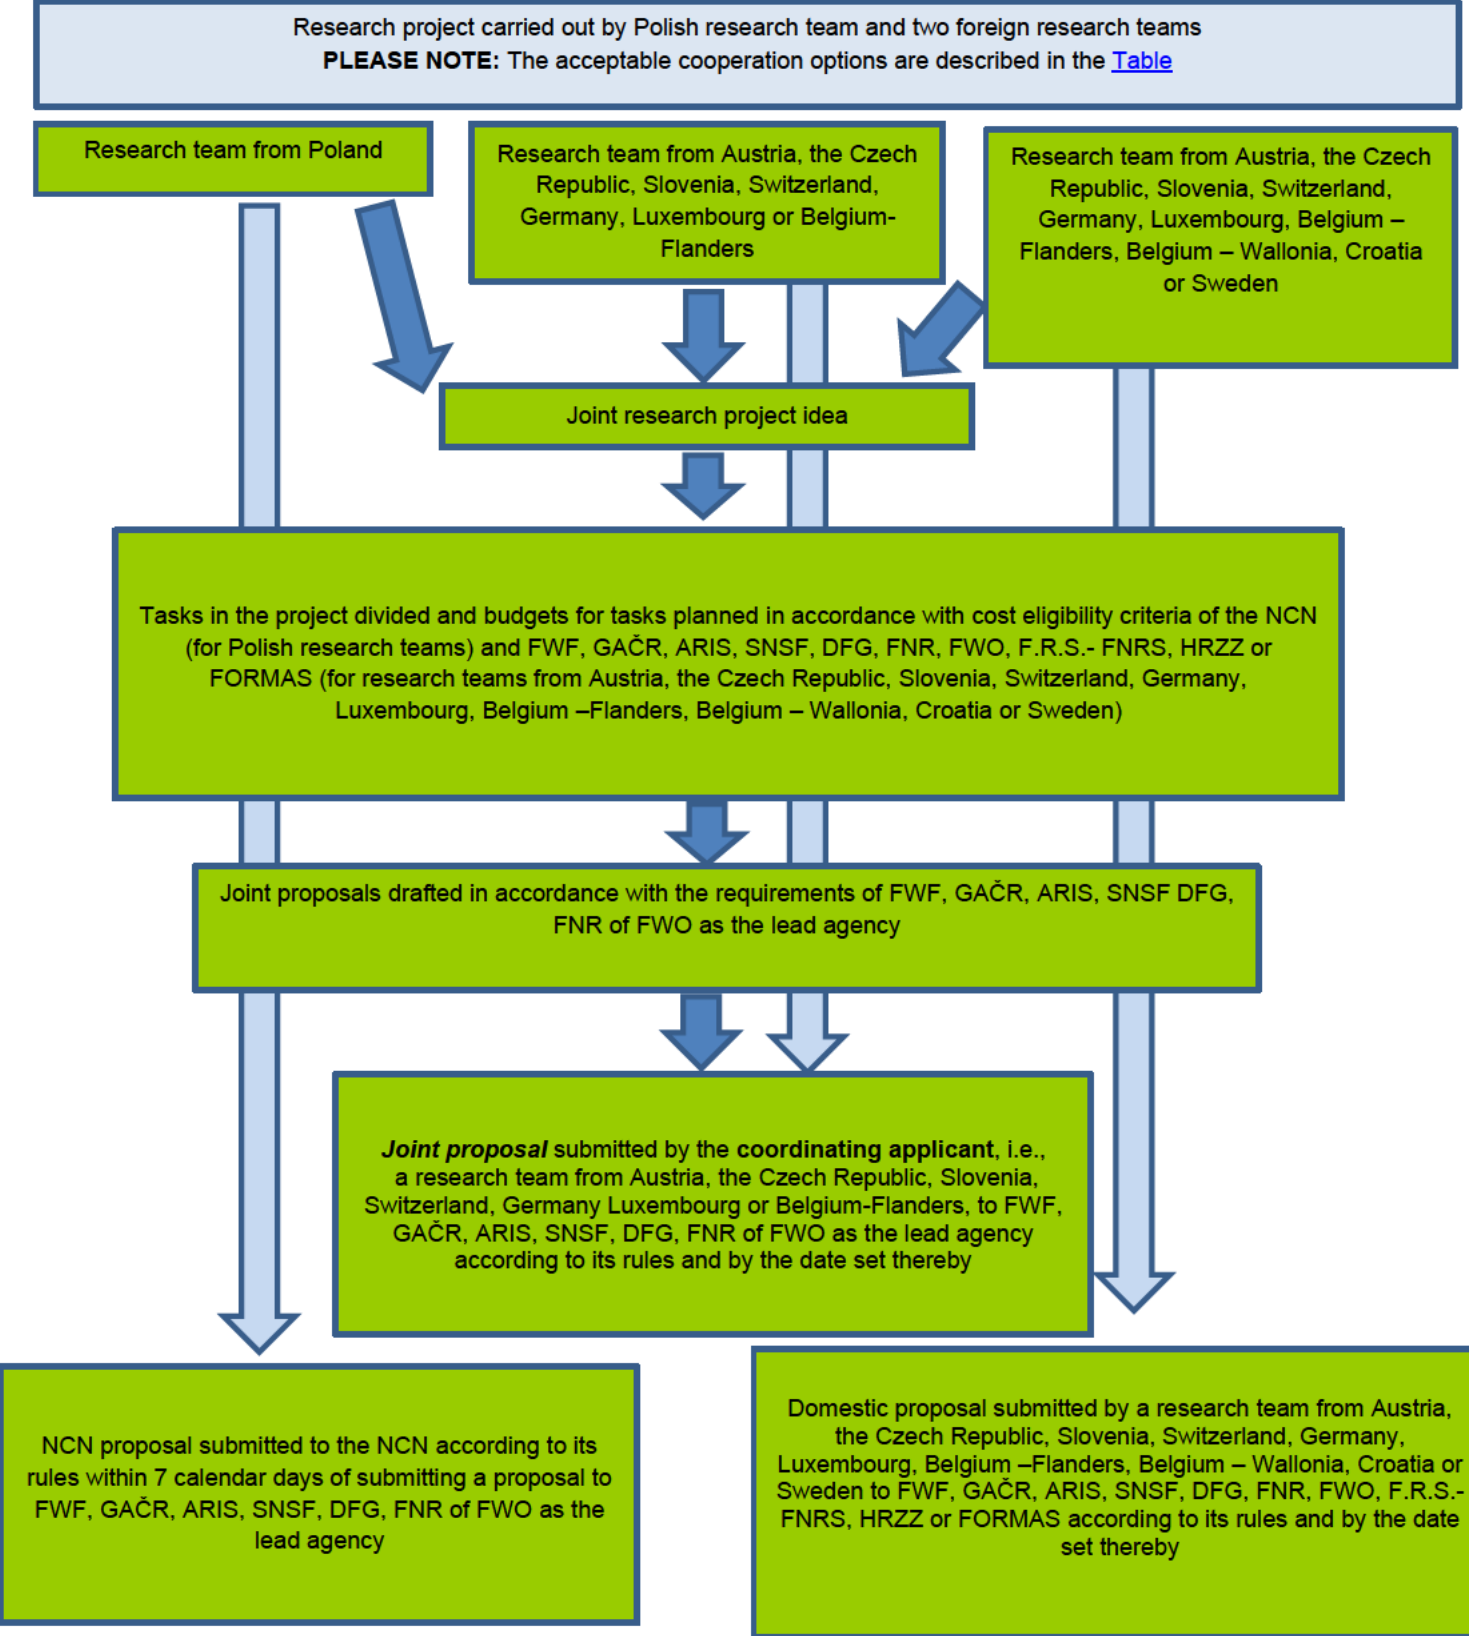 Research project carried out by Polish research team and two foreign research teams
PLEASE NOTE: The acceptable cooperation options are described in the Table
Research team from Poland
Research team from Austria, the Czech
Republic, Slovenia, Switzerland,
Germany, Luxembourg or Belgium-
Flanders
Research team from Austria, the Czech
Republic, Slovenia, Switzerland,
Germany, Luxembourg, Belgium –
Flanders, Belgium – Wallonia, Croatia
or Sweden
Joint research project idea
Tasks in the project divided and budgets for tasks planned in accordance with cost eligibility criteria of the NCN
(for Polish research teams) and FWF, GAČR, ARIS, SNSF, DFG, FNR, FWO, F.R.S.- FNRS, HRZZ or
FORMAS (for research teams from Austria, the Czech Republic, Slovenia, Switzerland, Germany,
Luxembourg, Belgium –Flanders, Belgium – Wallonia, Croatia or Sweden)
Joint proposals drafted in accordance with the requirements of FWF, GAČR, ARIS, SNSF DFG,
FNR of FWO as the lead agency
Joint proposal submitted by the coordinating applicant, i.e.,
a research team from Austria, the Czech Republic, Slovenia,
Switzerland, Germany Luxembourg or Belgium-Flanders, to FWF,
GAČR, ARIS, SNSF, DFG, FNR of FWO as the lead agency
according to its rules and by the date set thereby
NCN proposal submitted to the NCN according to its
rules within 7 calendar days of submitting a proposal to
FWF, GAČR, ARIS, SNSF, DFG, FNR of FWO as the
lead agency
Domestic proposal submitted by a research team from Austria,
the Czech Republic, Slovenia, Switzerland, Germany,
Luxembourg, Belgium –Flanders, Belgium – Wallonia, Croatia or
Sweden to FWF, GAČR, ARIS, SNSF, DFG, FNR, FWO, F.R.S.-
FNRS, HRZZ or FORMAS according to its rules and by the date
set thereby